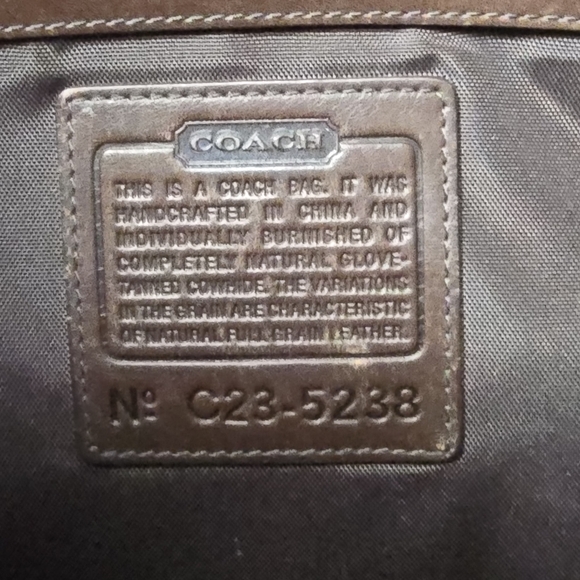 COACH
THIS IS A COACH BAG. IT WAS
HANDCRAFTED IN CHINA AND
INDIVIDUALLY BURNISHED OF
COMPLETELY NATURAL GLOVE-
TANNED COWHIDE. THE VARIATIONS
IN THE GRAIN ARE CHARACTERISTIC
OF NATURAL FULL GRAIN LEATHER.
Nº C23-5238